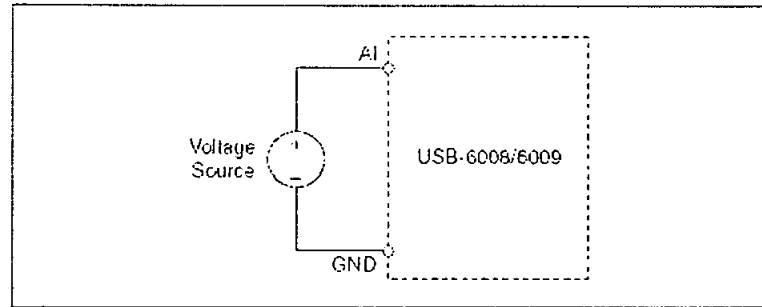 AI
Voltage
Source
USB-6008/6009
GND